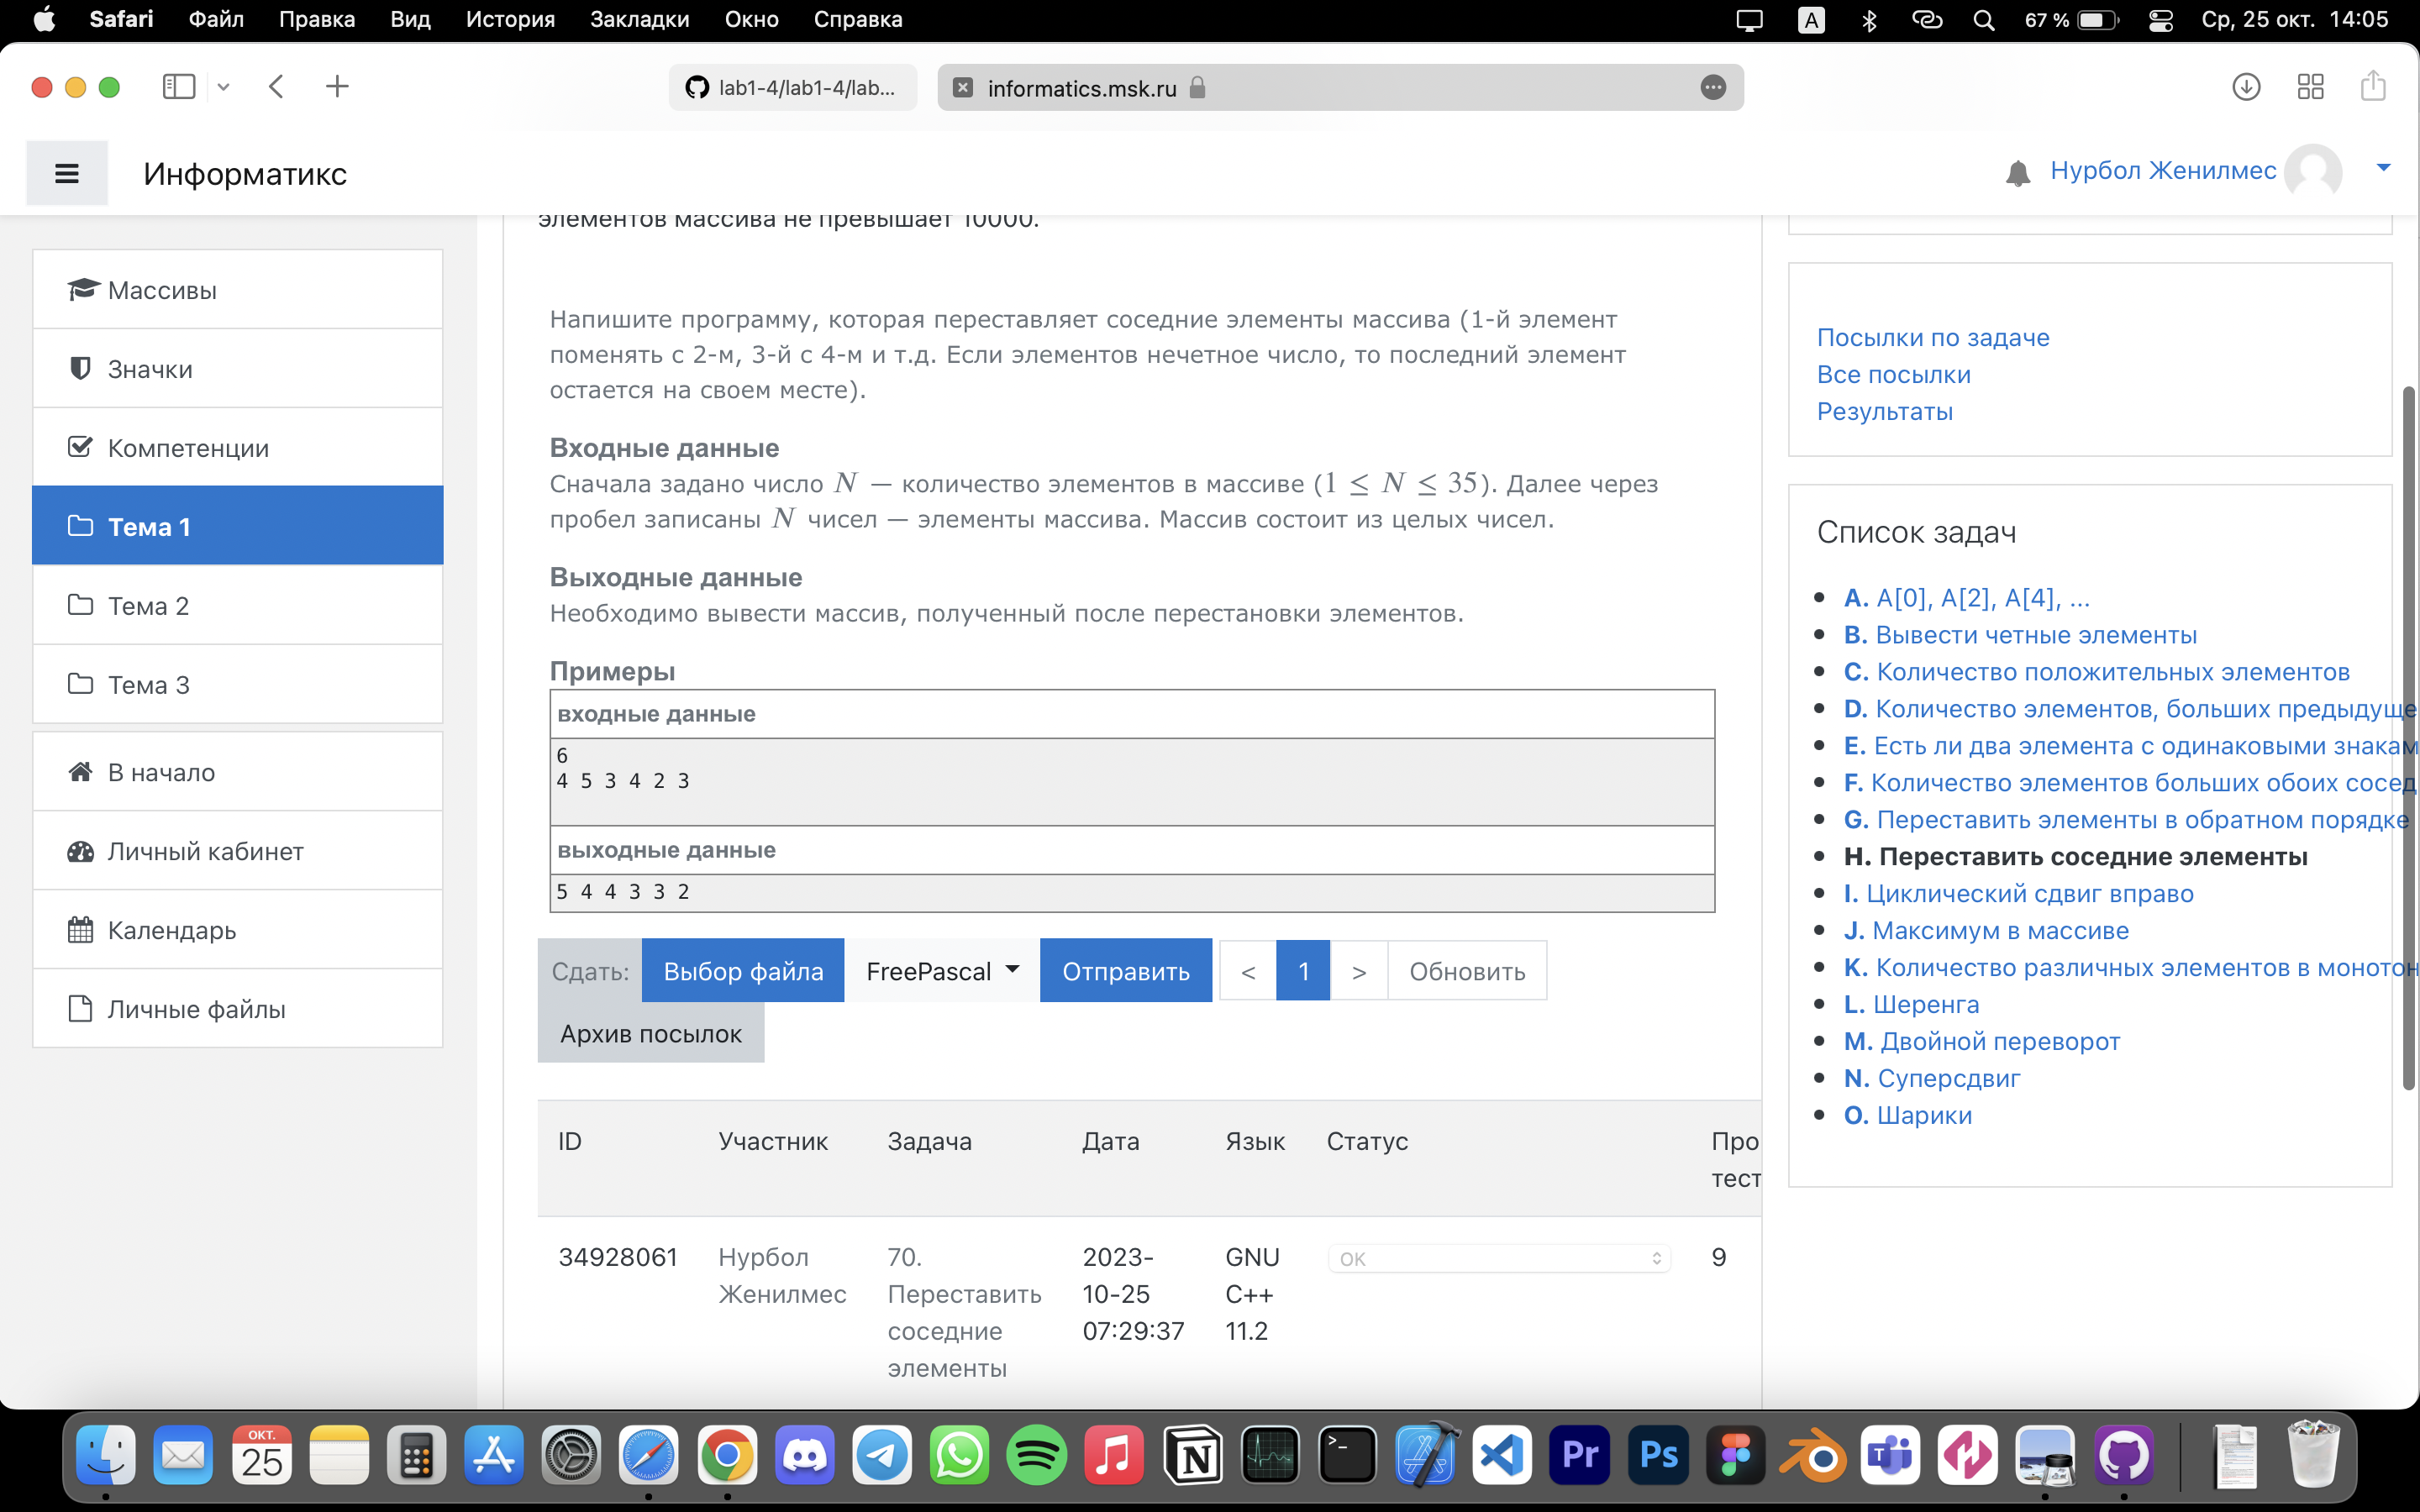 Safari Файл Правка Вид История Закладки Окно Справка A 67 % Ср, 25 окт. 14:05
lab1-4/lab1-4/lab... informatics.msk.ru
Информатикс Нурбол Женилмес
Массивы
Значки
Компетенции
Тема 1
Тема 2
Тема 3
В начало
Личный кабинет
Календарь
Личные файлы
элементов массива не превышает 10000.
Напишите программу, которая переставляет соседние элементы массива (1-й элемент
поменять с 2-м, 3-й с 4-м и т.д. Если элементов нечетное число, то последний элемент
остается на своем месте).
Входные данные
Сначала задано число N — количество элементов в массиве (1 ≤ N ≤ 35). Далее через
пробел записаны N чисел — элементы массива. Массив состоит из целых чисел.
Выходные данные
Необходимо вывести массив, полученный после перестановки элементов.
Примеры
входные данные
6
4 5 3 4 2 3
выходные данные
5 4 4 3 3 2
Сдать: Выбор файла FreePascal Отправить < 1 > Обновить
Архив посылок
ID Участник Задача Дата Язык Статус Про
тест
34928061 Нурбол 70. 2023- GNU OK 9
Женилмес Переставить 10-25 C++
соседние 07:29:37 11.2
элементы
Посылки по задаче
Все посылки
Результаты
Список задач
A. A[0], A[2], A[4], ...
B. Вывести четные элементы
C. Количество положительных элементов
D. Количество элементов, больших предыдуще
E. Есть ли два элемента с одинаковыми знакам
F. Количество элементов больших обоих сосед
G. Переставить элементы в обратном порядке
H. Переставить соседние элементы
I. Циклический сдвиг вправо
J. Максимум в массиве
K. Количество различных элементов в монотон
L. Шеренга
M. Двойной переворот
N. Суперсдвиг
O. Шарики
ОКТ.
25
N
>_
Pr
Ps
T